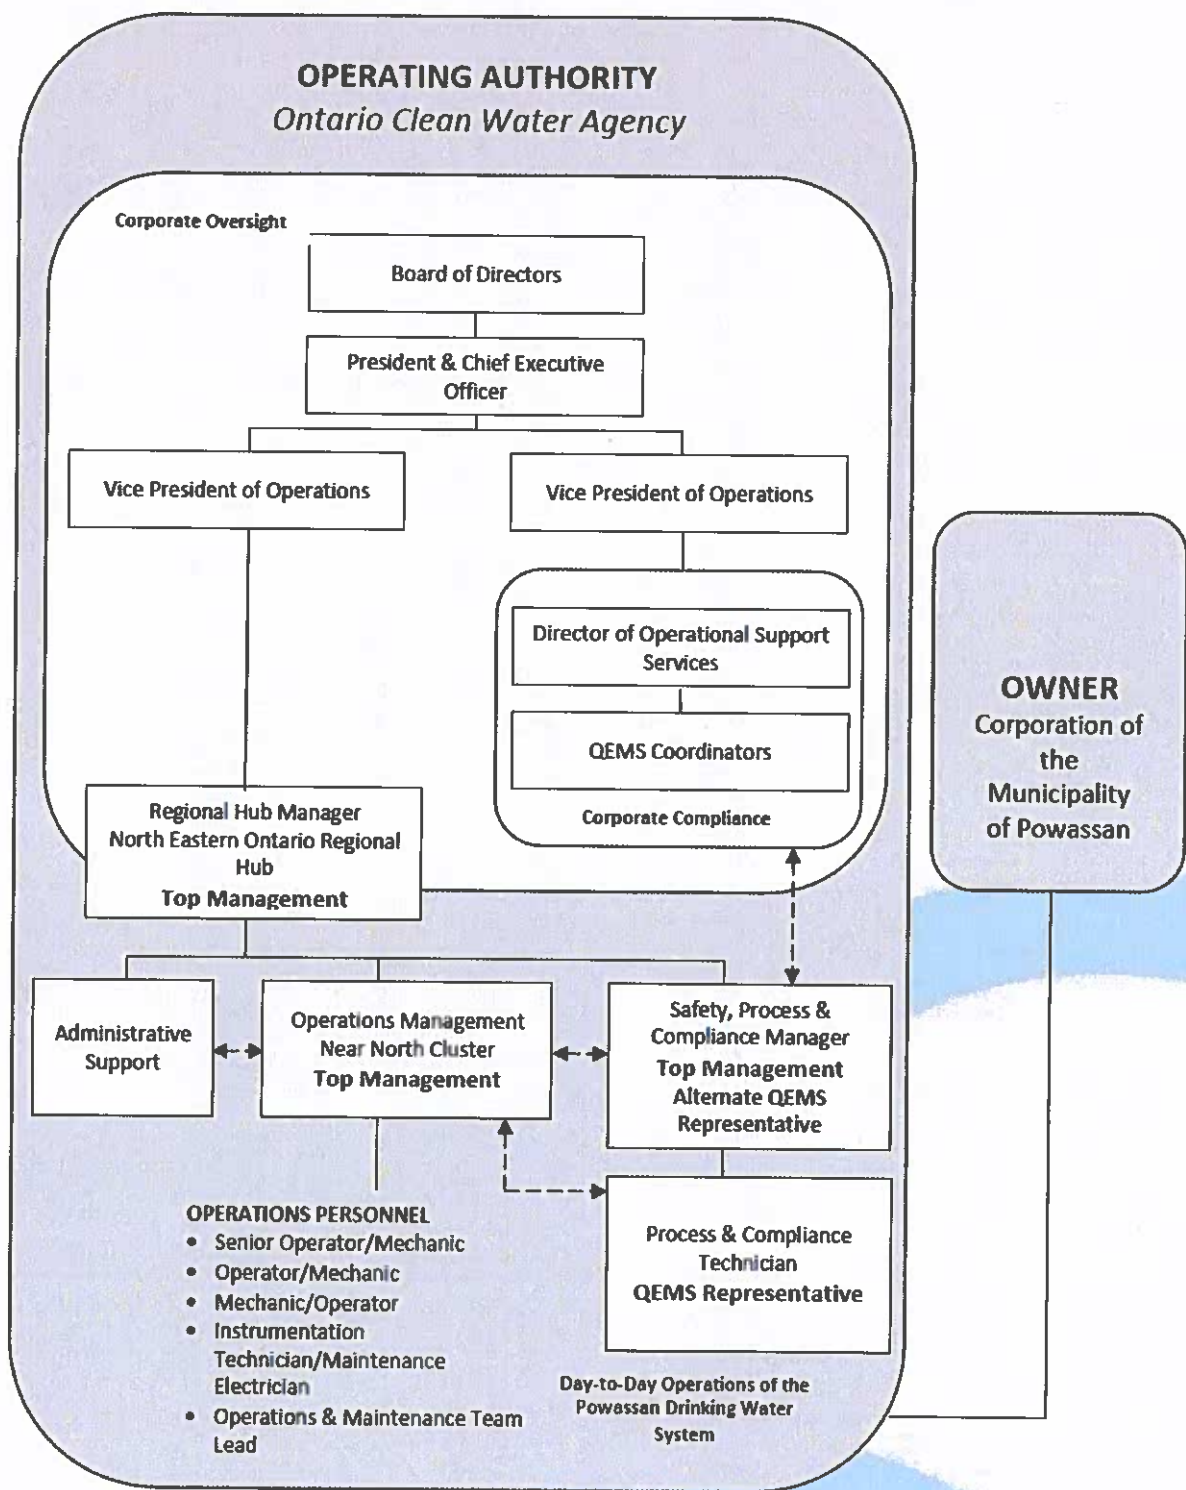 OPERATING AUTHORITY
Ontario Clean Water Agency
Corporate Oversight
Board of Directors
President & Chief Executive
Officer
Vice President of Operations
Vice President of Operations
Director of Operational Support
Services
QEMS Coordinators
Corporate Compliance
OWNER
Corporation of
the
Municipality
of Powassan
Regional Hub Manager
North Eastern Ontario Regional
Hub
Top Management
Administrative
Support
Operations Management
Near North Cluster
Top Management
Safety, Process &
Compliance Manager
Top Management
Alternate QEMS
Representative
OPERATIONS PERSONNEL
• Senior Operator/Mechanic
• Operator/Mechanic
• Mechanic/Operator
• Instrumentation
Technician/Maintenance
Electrician
• Operations & Maintenance Team
Lead
Process & Compliance
Technician
QEMS Representative
Day-to-Day Operations of the
Powassan Drinking Water
System